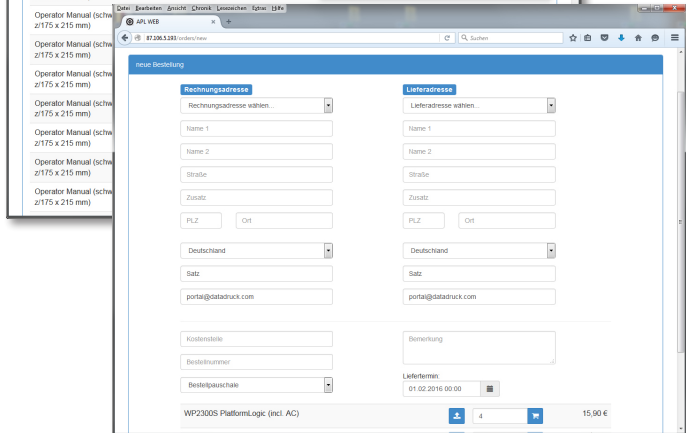 z/175 x 215 mm)
Operator Manual (schw
z/175 x 215 mm)
Operator Manual (schw
z/175 x 215 mm)
Operator Manual (schw
z/175 x 215 mm)
Operator Manual (schw
z/175 x 215 mm)
Operator Manual (schw
z/175 x 215 mm)
Operator Manual (schw
z/175 x 215 mm)
Operator Manual (schw
z/175 x 215 mm)
Datei Bearbeiten Ansicht Chronik Lesezeichen Extras Hilfe
APL WEB
87.106.5.193/orders/new
Suchen
neue Bestellung
Rechnungsadresse Lieferadresse
Rechnungsadresse wählen... Lieferadresse wählen...
Name 1 Name 1
Name 2 Name 2
Straße Straße
Zusatz Zusatz
PLZ Ort PLZ Ort
Deutschland Deutschland
Satz Satz
portal@datadruck.com portal@datadruck.com
Kostenstelle Bemerkung
Bestellnummer
Liefertermin:
Bestellpauschale 01.02.2016 00:00
WP2300S PlatformLogic (incl. AC) 4 15,90 €